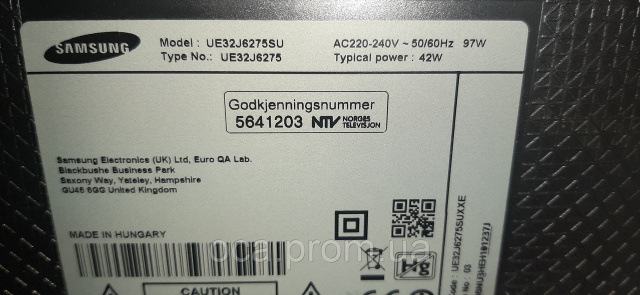 SAMSUNG
Model : UE32J6275SU
Type No.: UE32J6275
AC220-240V ~ 50/60Hz 97W
Typical power : 42W
Godkjenningsnummer
5641203 NTV NORGES TELEVISJON
Samsung Electronics (UK) Ltd, Euro QA Lab.
Blackbushe Business Park
Saxony Way, Yateley, Hampshire
GU46 6GG United Kingdom
MADE IN HUNGARY
Hg
CAUTION
UE32J6275SUXXE
03
oca.prom.ua